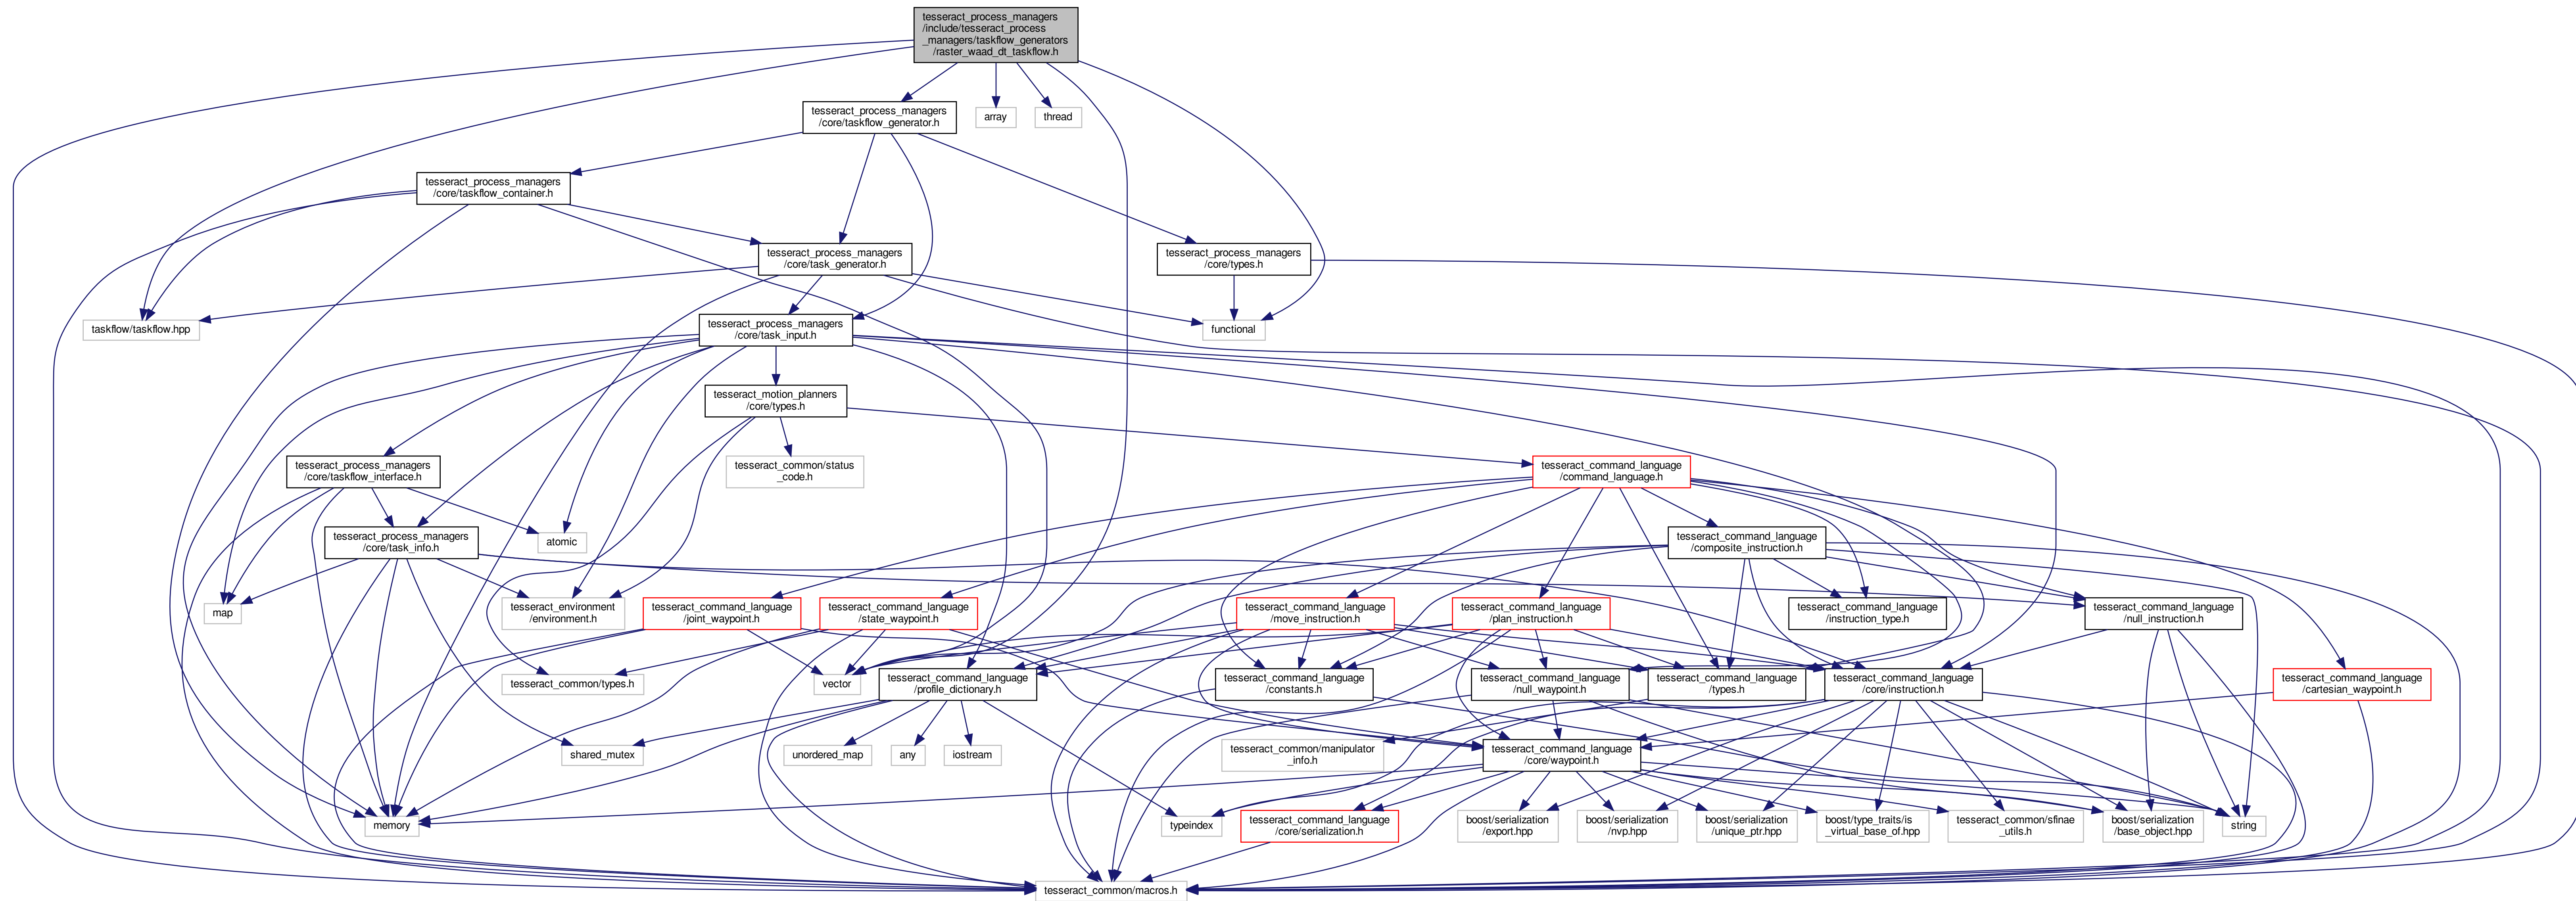 tesseract_process_managers
/include/tesseract_process
_managers/taskflow_generators
/raster_waad_dt_taskflow.h
tesseract_process_managers
/core/taskflow_generator.h
array
thread
tesseract_process_managers
/core/taskflow_container.h
tesseract_process_managers
/core/task_generator.h
tesseract_process_managers
/core/types.h
taskflow/taskflow.hpp
tesseract_process_managers
/core/task_input.h
functional
tesseract_motion_planners
/core/types.h
tesseract_process_managers
/core/taskflow_interface.h
tesseract_common/status
_code.h
tesseract_command_language
/command_language.h
tesseract_process_managers
/core/task_info.h
atomic
tesseract_command_language
/composite_instruction.h
map
tesseract_environment
/environment.h
tesseract_command_language
/joint_waypoint.h
tesseract_command_language
/state_waypoint.h
tesseract_command_language
/move_instruction.h
tesseract_command_language
/plan_instruction.h
tesseract_command_language
/instruction_type.h
tesseract_command_language
/null_instruction.h
tesseract_common/types.h
vector
tesseract_command_language
/profile_dictionary.h
tesseract_command_language
/constants.h
tesseract_command_language
/null_waypoint.h
tesseract_command_language
/types.h
tesseract_command_language
/core/instruction.h
tesseract_command_language
/cartesian_waypoint.h
shared_mutex
unordered_map
any
iostream
tesseract_common/manipulator
_info.h
tesseract_command_language
/core/waypoint.h
memory
typeindex
tesseract_command_language
/core/serialization.h
boost/serialization
/export.hpp
boost/serialization
/nvp.hpp
boost/serialization
/unique_ptr.hpp
boost/type_traits/is
_virtual_base_of.hpp
tesseract_common/sfinae
_utils.h
boost/serialization
/base_object.hpp
string
tesseract_common/macros.h